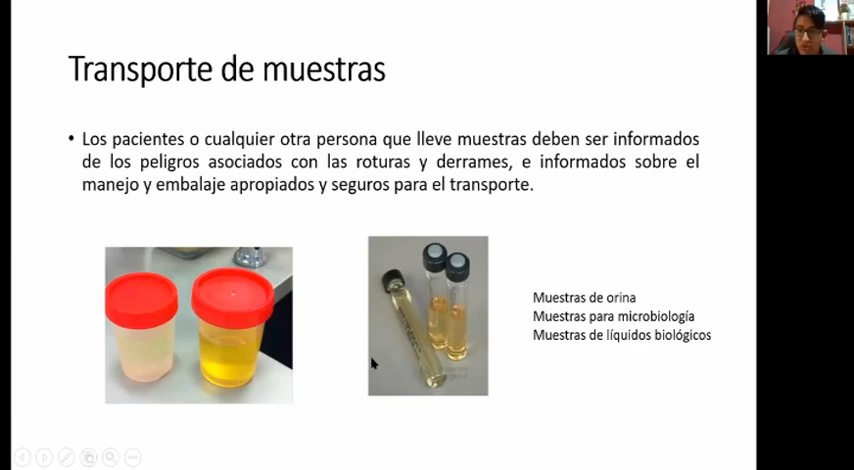 Transporte de muestras
• Los pacientes o cualquier otra persona que lleve muestras deben ser informados
de los peligros asociados con las roturas y derrames, e informados sobre el
manejo y embalaje apropiados y seguros para el transporte.
Muestras de orina
Muestras para microbiología
Muestras de líquidos biológicos